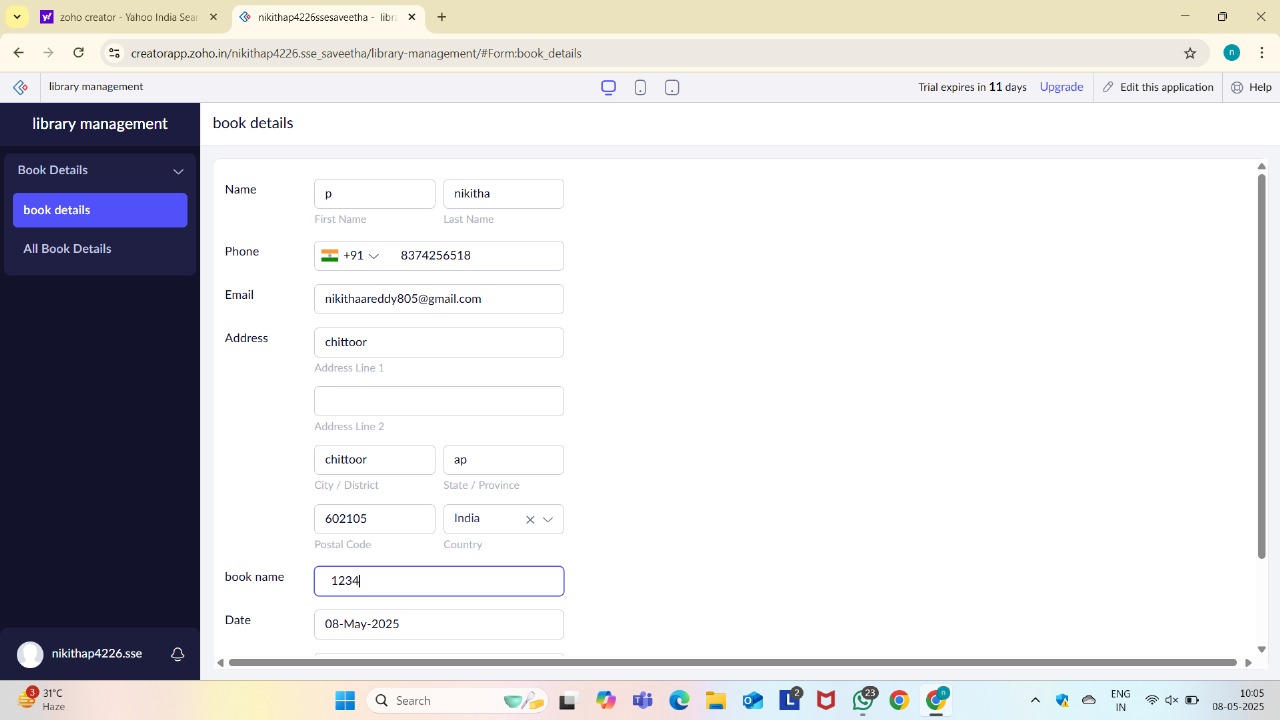 zoho creator - Yahoo India Sear
nikithap4226ssesaveetha - libra
creatorapp.zoho.in/nikithap4226.sse_saveetha/library-management/#Form:book_details
n
library management
Trial expires in 11 days
Upgrade
Edit this application
Help
library management
book details
Book Details
book details
All Book Details
Name
p
nikitha
First Name
Last Name
Phone
+91
8374256518
Email
nikithaareddy805@gmail.com
Address
chittoor
Address Line 1
Address Line 2
chittoor
ap
City / District
State / Province
602105
India
Postal Code
Country
book name
1234
Date
08-May-2025
nikithap4226.sse
3
31°C
Haze
Search
2
23
n
ENG
IN
10:05
08-05-2025